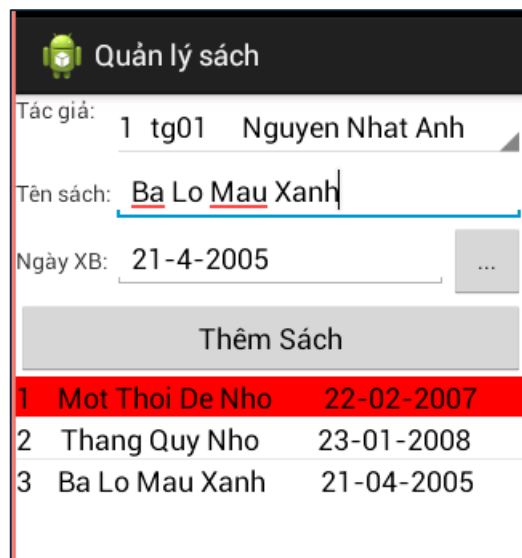 Quản lý sách
Tác giả: 1 tg01 Nguyen Nhat Anh
Tên sách: Ba Lo Mau Xanh
Ngày XB: 21-4-2005 ...
Thêm Sách
1 Mot Thoi De Nho 22-02-2007
2 Thang Quy Nho 23-01-2008
3 Ba Lo Mau Xanh 21-04-2005